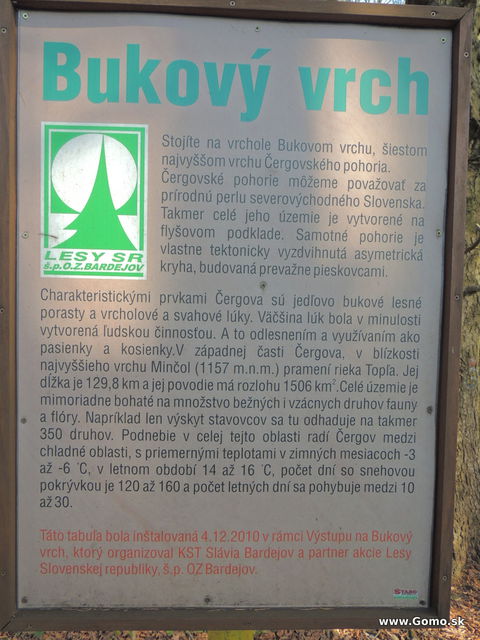 Bukový vrch
Stojíte na vrchole Bukovom vrchu, šiestom
najvyššom vrchu Čergovského pohoria.
Čergovské pohorie môžeme považovať za
prírodnú perlu severovýchodného Slovenska.
Takmer celé jeho územie je vytvorené na
flyšovom podklade. Samotné pohorie je
vlastne tektonicky vyzdvihnutá asymetrická
kryha, budovaná prevažne pieskovcami.
LESY SR
š.p.O.Z.BARDEJOV
Charakteristickými prvkami Čergova sú jedľovo bukové lesné
porasty a vrcholové a svahové lúky. Väčšina lúk bola v minulosti
vytvorená ľudskou činnosťou. A to odlesnením a využívaním ako
pasienky a kosienky.V západnej časti Čergova, v blízkosti
najvyššieho vrchu Minčol (1157 m.n.m.) pramení rieka Topľa. Jej
dĺžka je 129,8 km a jej povodie má rozlohu 1506 km².Celé územie je
mimoriadne bohaté na množstvo bežných i vzácnych druhov fauny
a flóry. Napríklad len výskyt stavovcov sa tu odhaduje na takmer
350 druhov. Podnebie v celej tejto oblasti radí Čergov medzi
chladné oblasti, s priemernými teplotami v zimných mesiacoch -3
až -6 ˚C, v letnom období 14 až 16 ˚C, počet dní so snehovou
pokrývkou je 120 až 160 a počet letných dní sa pohybuje medzi 10
až 30.
Táto tabuľa bola inštalovaná 4.12.2010 v rámci Výstupu na Bukový
vrch, ktorý organizoval KST Slávia Bardejov a partner akcie Lesy
Slovenskej republiky, š.p. OZ Bardejov.
www.Gomo.sk